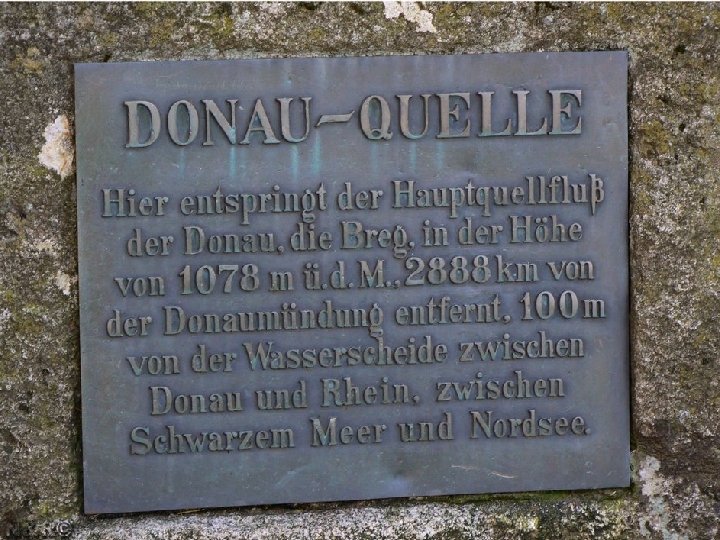 DONAU–QUELLE
Hier entspringt der Hauptquellfluß
der Donau, die Breg, in der Höhe
von 1078 m ü.d.M., 2888 km von
der Donaumündung entfernt, 100 m
von der Wasserscheide zwischen
Donau und Rhein, zwischen
Schwarzem Meer und Nordsee.